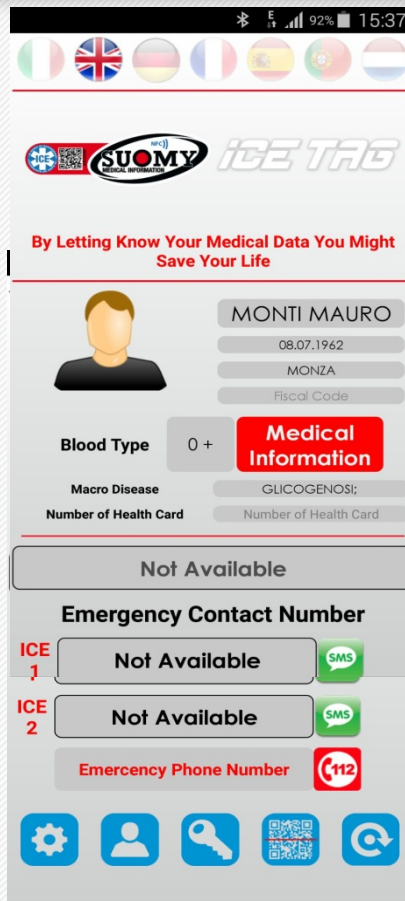 E
92% 15:37
ICE
NFC
SUOMY
MEDICAL INFORMATION
ICE TAG
By Letting Know Your Medical Data You Might
Save Your Life
MONTI MAURO
08.07.1962
MONZA
Fiscal Code
Blood Type
0 +
Medical
Information
Macro Disease
GLICOGENOSI;
Number of Health Card
Number of Health Card
Not Available
Emergency Contact Number
ICE
1
Not Available
SMS
ICE
2
Not Available
SMS
Emercency Phone Number
112